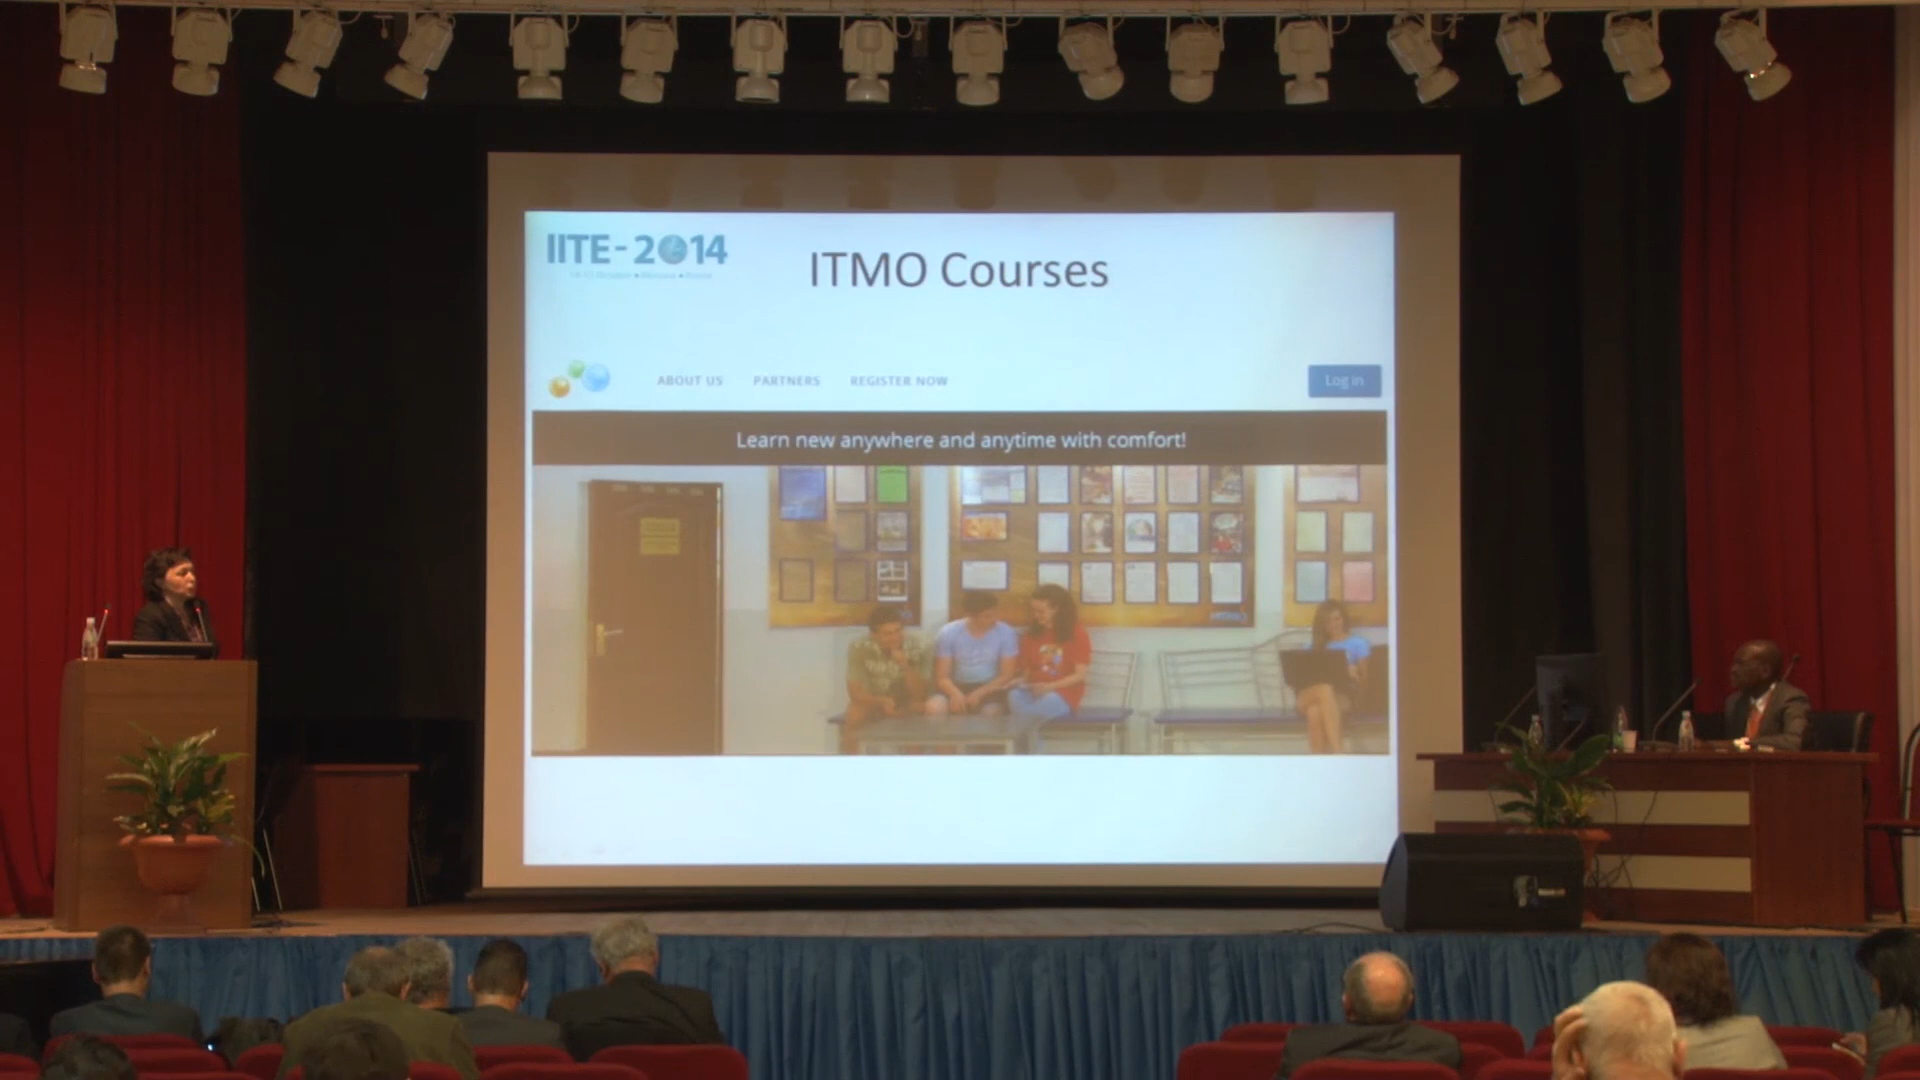 IITE-2014
ITMO Courses
ABOUT US PARTNERS REGISTER NOW
Log in
Learn new anywhere and anytime with comfort!